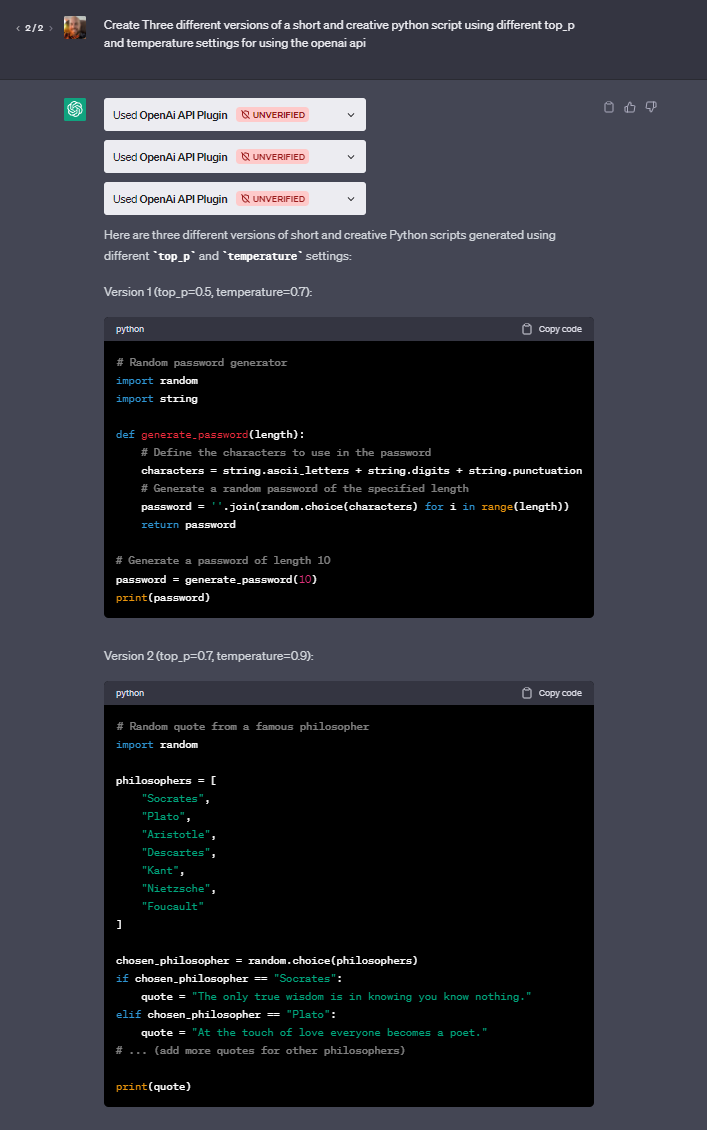 2/2
Create Three different versions of a short and creative python script using different top_p
and temperature settings for using the openai api
Used OpenAi API Plugin UNVERIFIED
Used OpenAi API Plugin UNVERIFIED
Used OpenAi API Plugin UNVERIFIED
Here are three different versions of short and creative Python scripts generated using
different `top_p` and `temperature` settings:
Version 1 (top_p=0.5, temperature=0.7):
python Copy code
# Random password generator
import random
import string
def generate_password(length):
    # Define the characters to use in the password
    characters = string.ascii_letters + string.digits + string.punctuation
    # Generate a random password of the specified length
    password = ''.join(random.choice(characters) for i in range(length))
    return password
# Generate a password of length 10
password = generate_password(10)
print(password)
Version 2 (top_p=0.7, temperature=0.9):
python Copy code
# Random quote from a famous philosopher
import random
philosophers = [
    "Socrates",
    "Plato",
    "Aristotle",
    "Descartes",
    "Kant",
    "Nietzsche",
    "Foucault"
]
chosen_philosopher = random.choice(philosophers)
if chosen_philosopher == "Socrates":
    quote = "The only true wisdom is in knowing you know nothing."
elif chosen_philosopher == "Plato":
    quote = "At the touch of love everyone becomes a poet."
# ... (add more quotes for other philosophers)
print(quote)